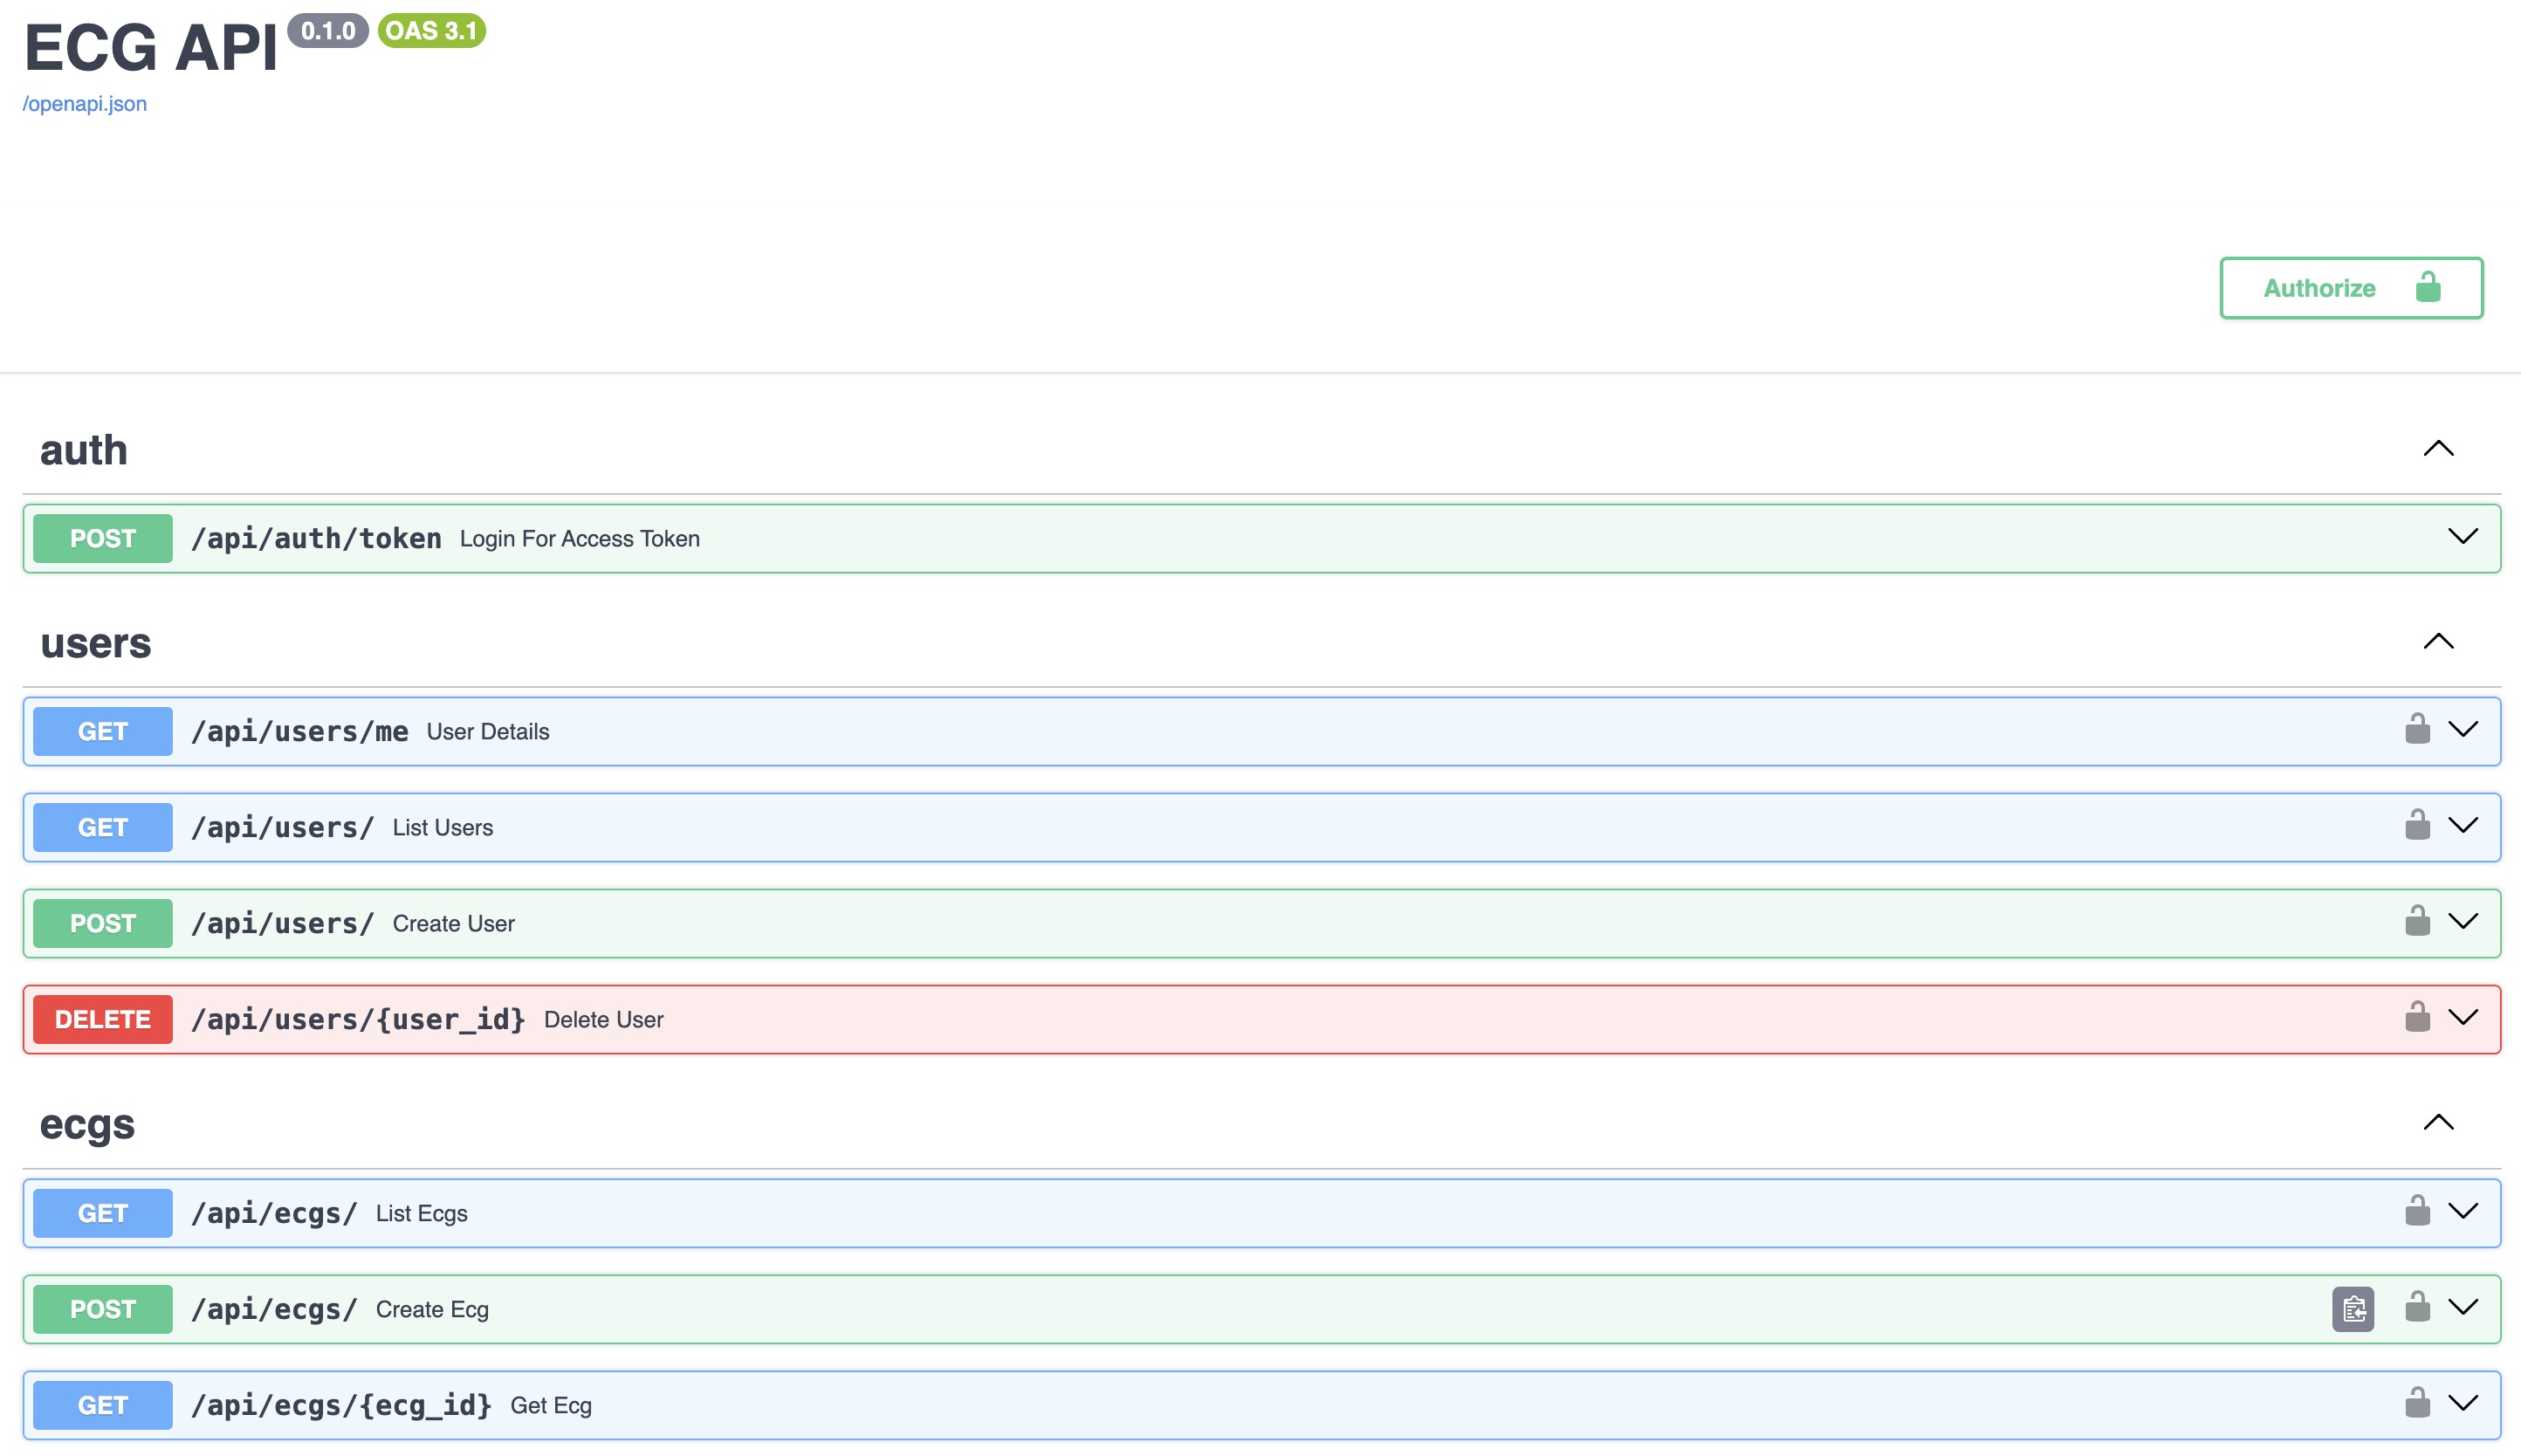 ECG API 0.1.0 OAS 3.1
/openapi.json
Authorize
auth
POST /api/auth/token Login For Access Token
users
GET /api/users/me User Details
GET /api/users/ List Users
POST /api/users/ Create User
DELETE /api/users/{user_id} Delete User
ecgs
GET /api/ecgs/ List Ecgs
POST /api/ecgs/ Create Ecg
GET /api/ecgs/{ecg_id} Get Ecg